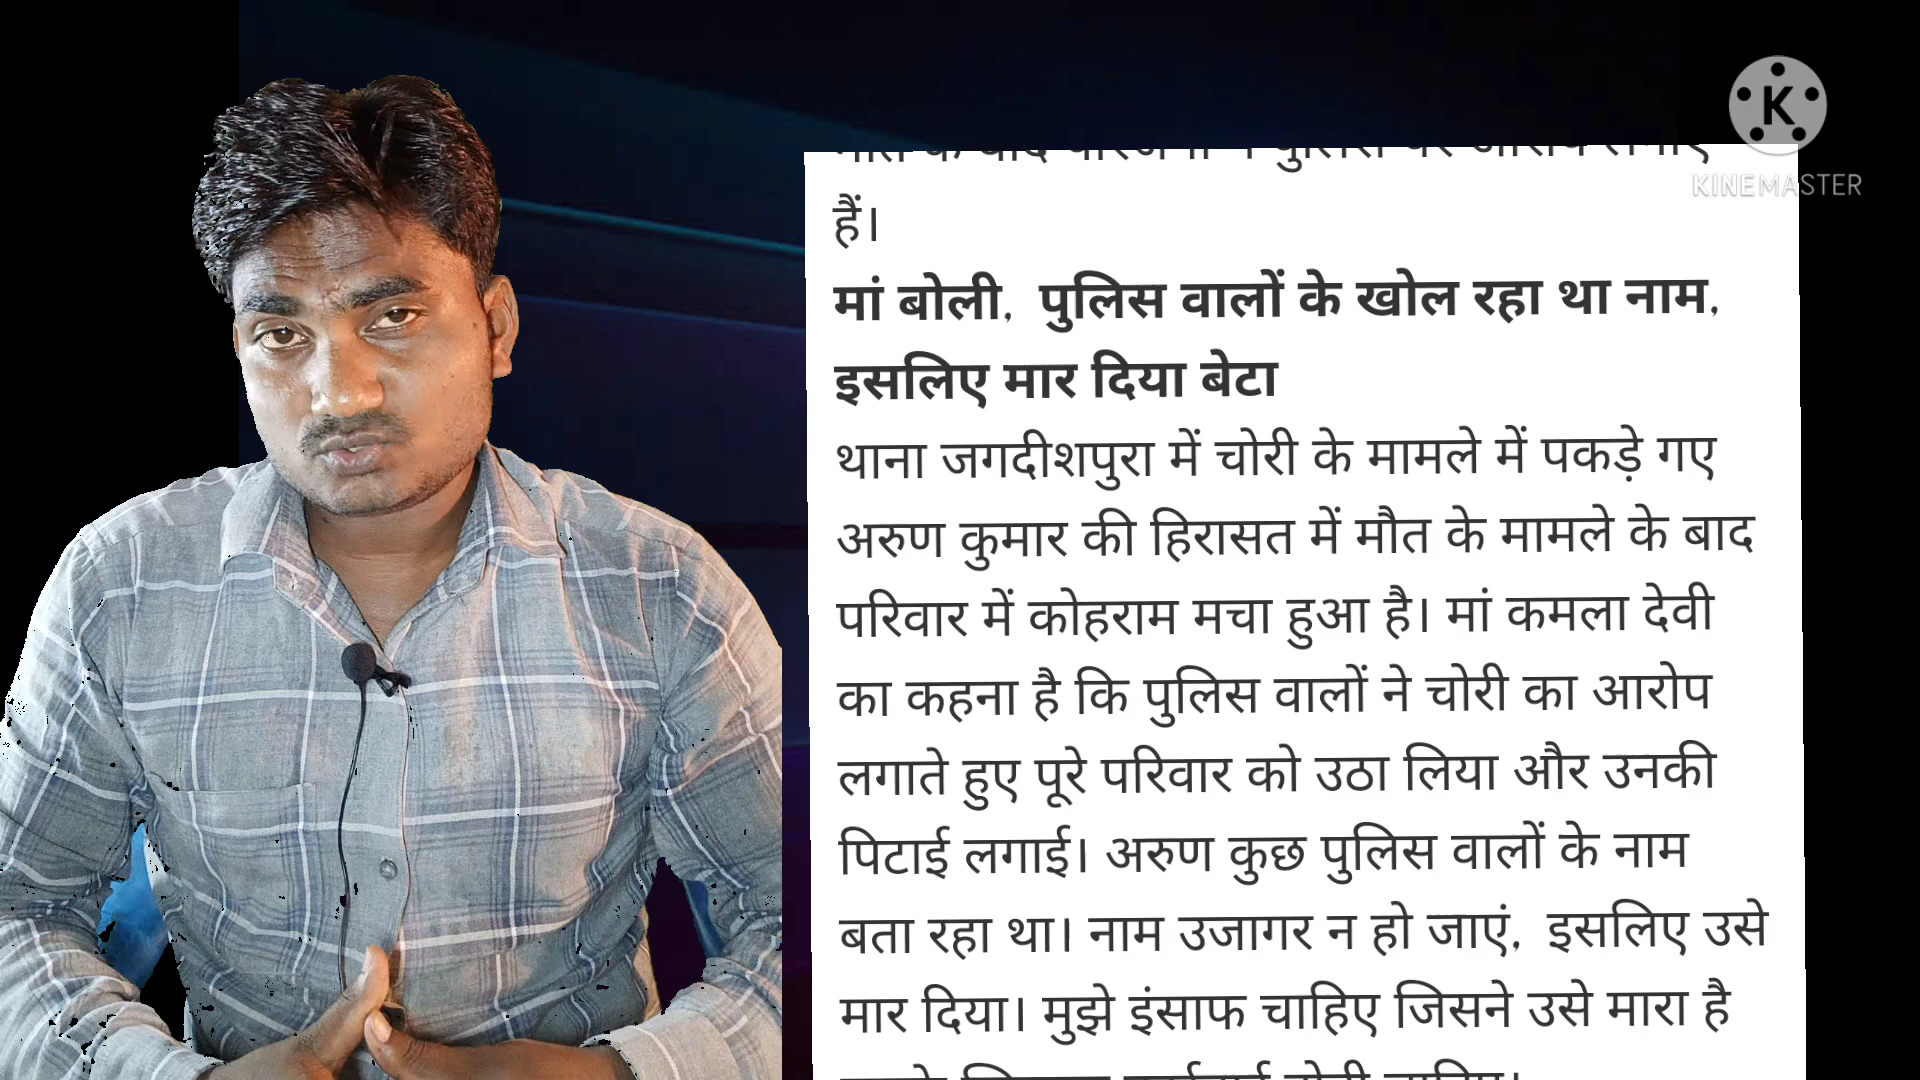 हैं।
मां बोली, पुलिस वालों के खोल रहा था नाम,
इसलिए मार दिया बेटा
थाना जगदीशपुरा में चोरी के मामले में पकड़े गए
अरुण कुमार की हिरासत में मौत के मामले के बाद
परिवार में कोहराम मचा हुआ है। मां कमला देवी
का कहना है कि पुलिस वालों ने चोरी का आरोप
लगाते हुए पूरे परिवार को उठा लिया और उनकी
पिटाई लगाई। अरुण कुछ पुलिस वालों के नाम
बता रहा था। नाम उजागर न हो जाएं, इसलिए उसे
मार दिया। मुझे इंसाफ चाहिए जिसने उसे मारा है
K
KINEMASTER